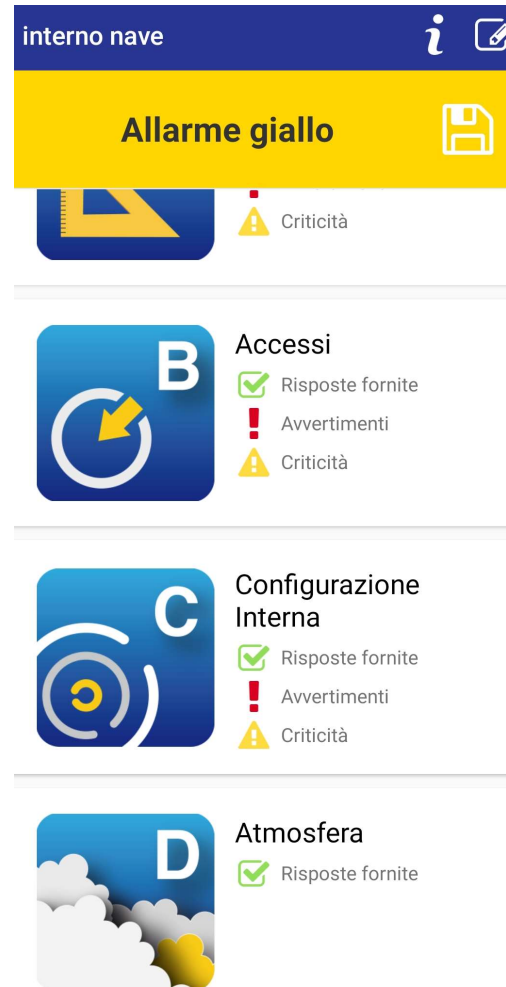 interno nave
Allarme giallo
Criticità
B
Accessi
Risposte fornite
Avvertimenti
Criticità
C
Configurazione
Interna
Risposte fornite
Avvertimenti
Criticità
D
Atmosfera
Risposte fornite